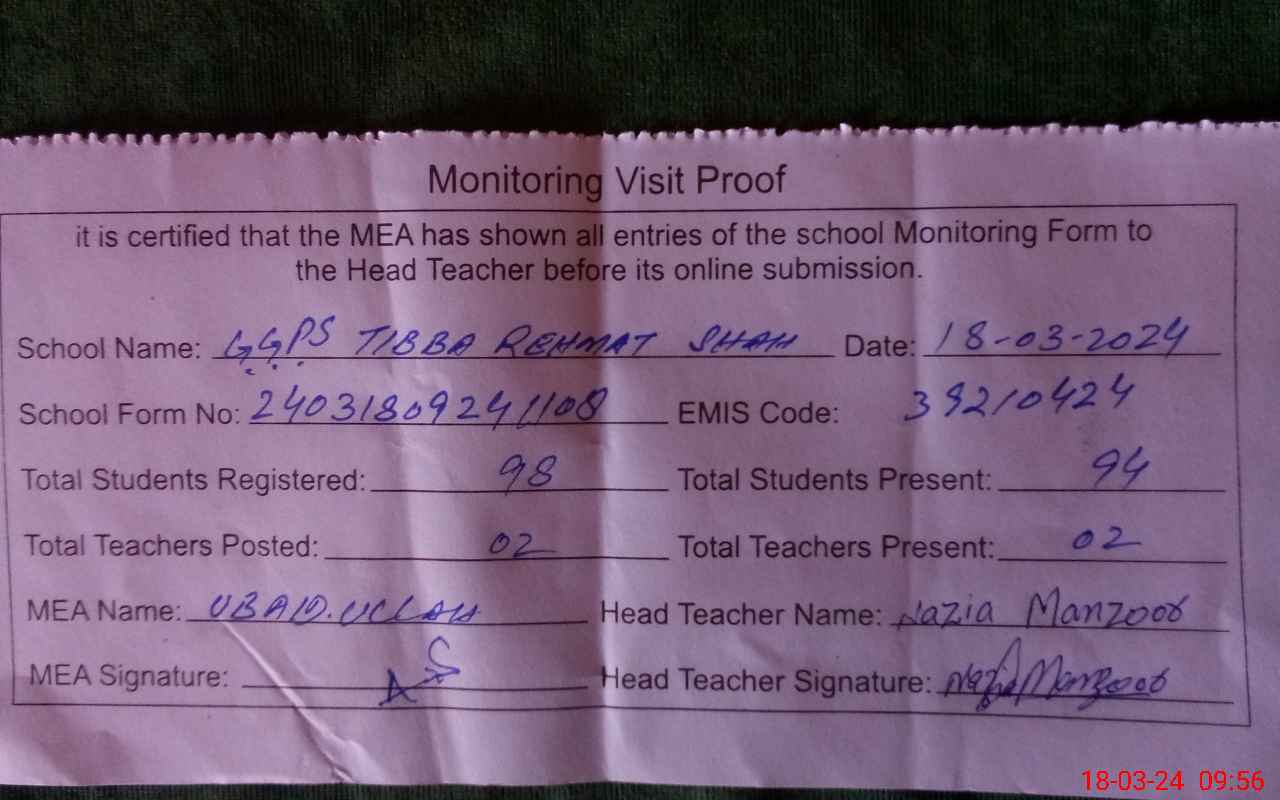 Monitoring Visit Proof
it is certified that the MEA has shown all entries of the school Monitoring Form to
the Head Teacher before its online submission.
School Name: GGPS TIBBA REHMAT SHAH Date: 18-03-2024
School Form No: 24031809241108 EMIS Code: 39210424
Total Students Registered: 98 Total Students Present: 94
Total Teachers Posted: 02 Total Teachers Present: 02
MEA Name: UBAID.ULLAH Head Teacher Name: Nazia Manzoor
MEA Signature: Head Teacher Signature: Nazia Manzoor
18-03-24 09:56